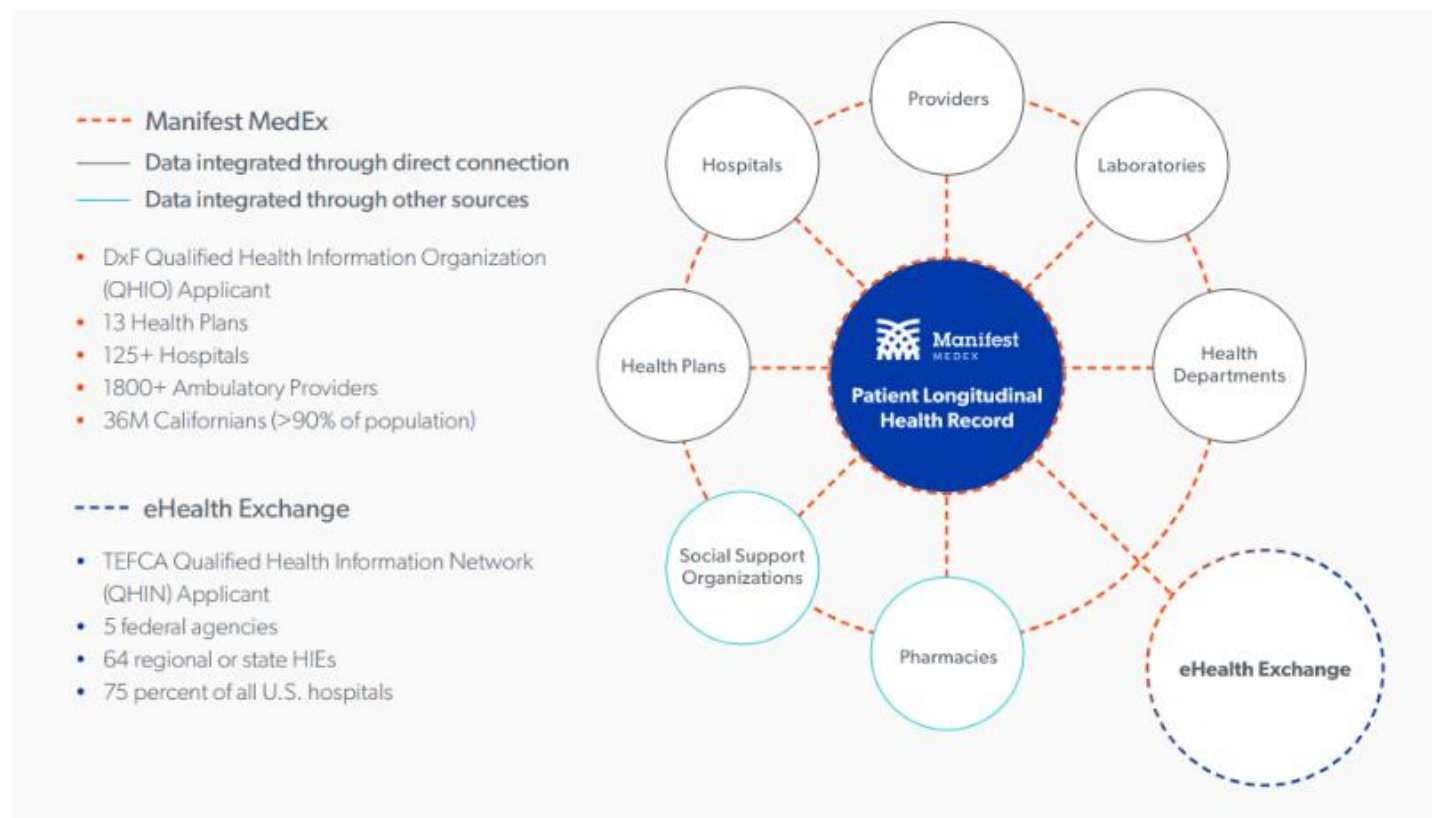 Manifest MedEx
Data integrated through direct connection
Data integrated through other sources
• DxF Qualified Health Information Organization
(QHIO) Applicant
• 13 Health Plans
• 125+ Hospitals
• 1800+ Ambulatory Providers
• 36M Californians (>90% of population)
eHealth Exchange
• TEFCA Qualified Health Information Network
(QHIN) Applicant
• 5 federal agencies
• 64 regional or state HIEs
• 75 percent of all U.S. hospitals
Providers
Hospitals
Laboratories
Health Plans
Manifest
MEDEX
Patient Longitudinal
Health Record
Health
Departments
Social Support
Organizations
Pharmacies
eHealth Exchange